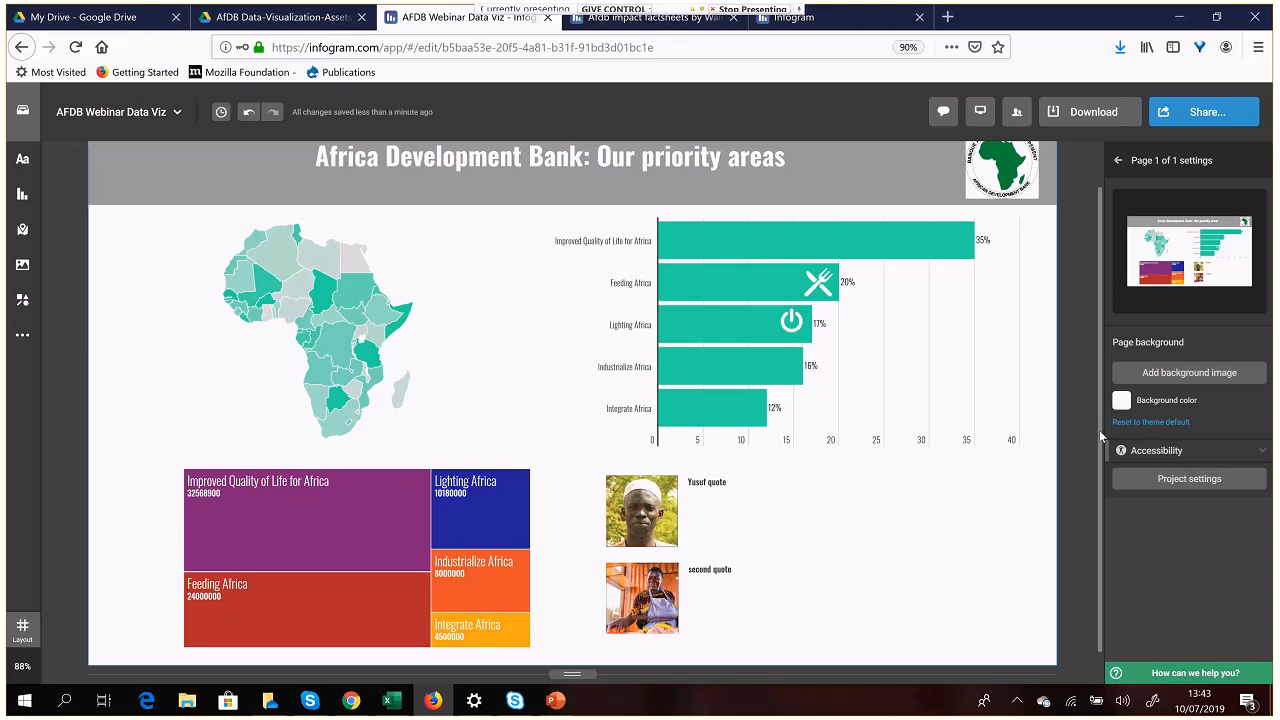 Currently presenting GIVE CONTROL Stop Presenting
My Drive - Google Drive
AfDB Data-Visualization-Assets
AFDB Webinar Data Viz - Infog
Afdb impact factsheets by Wai
Infogram
https://infogram.com/app/#/edit/b5baa53e-20f5-4a81-b31f-91bd3d01bc1e
90%
Most Visited
Getting Started
Mozilla Foundation -
Publications
AFDB Webinar Data Viz
All changes saved less than a minute ago
Download
Share...
Africa Development Bank: Our priority areas
BANQUE
AFRICAN DEVELOPMENT BANK
Page 1 of 1 settings
Improved Quality of Life for Africa
35%
Feeding Africa
20%
Lighting Africa
17%
Industrialize Africa
16%
Integrate Africa
12%
0 5 10 15 20 25 30 35 40
Page background
Add background image
Background color
Reset to theme default
Accessibility
Project settings
Improved Quality of Life for Africa
32568900
Lighting Africa
10180000
Industrialize Africa
8000000
Feeding Africa
24000000
Integrate Africa
4500000
Yusuf quote
second quote
Aa
Layout
88%
How can we help you?
13:43
10/07/2019
3